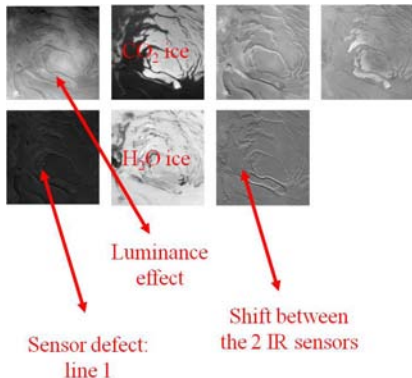 CO₂ ice
H₂O ice
Luminance
effect
Shift between
the 2 IR sensors
Sensor defect:
line 1